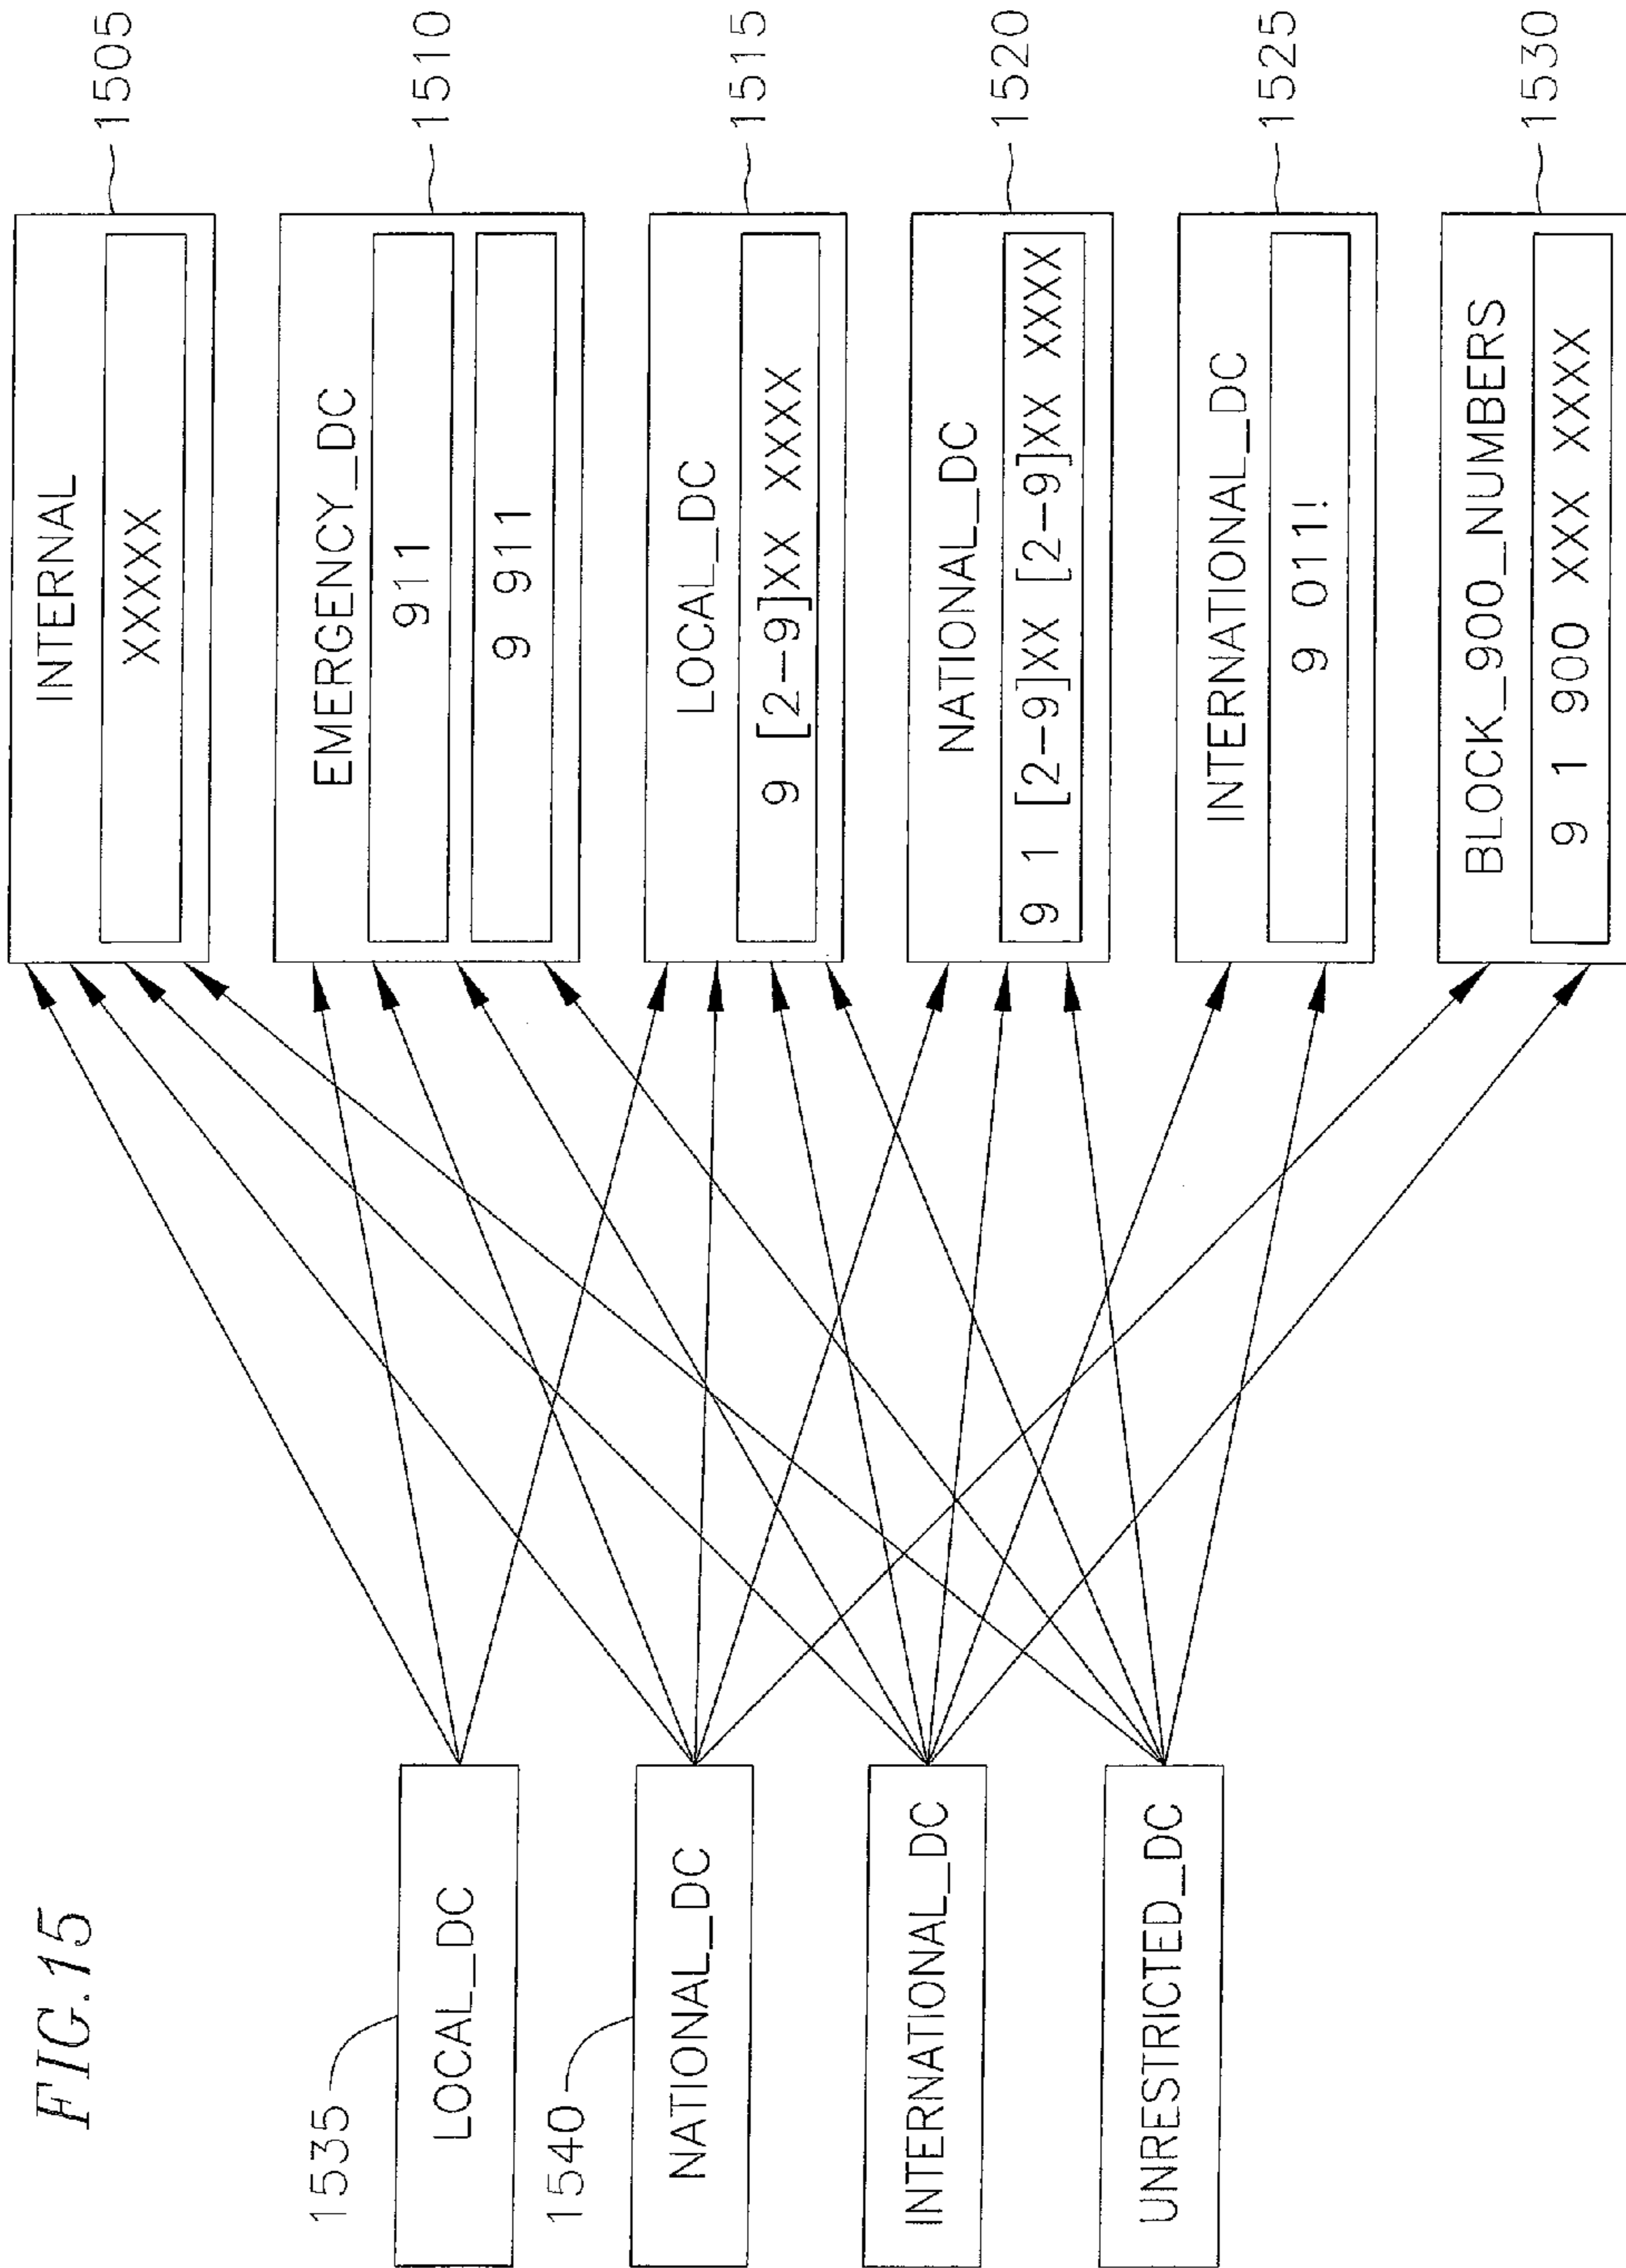 FIG.15
1535
LOCAL_DC
1540
NATIONAL_DC
INTERNATIONAL_DC
UNRESTRICTED_DC
INTERNAL
XXXXX
1505
EMERGENCY_DC
911
9 911
1510
LOCAL_DC
9 [2-9]XX XXXX
1515
NATIONAL_DC
9 1 [2-9]XX [2-9]XX XXXX
1520
INTERNATIONAL_DC
9 011!
1525
BLOCK_900_NUMBERS
9 1 900 XXX XXXX
1530